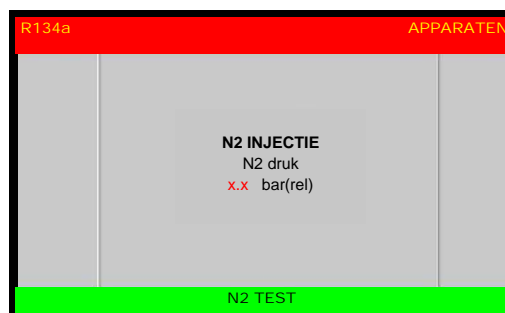 R134a APPARATEN
N2 INJECTIE
N2 druk
x.x bar(rel)
N2 TEST